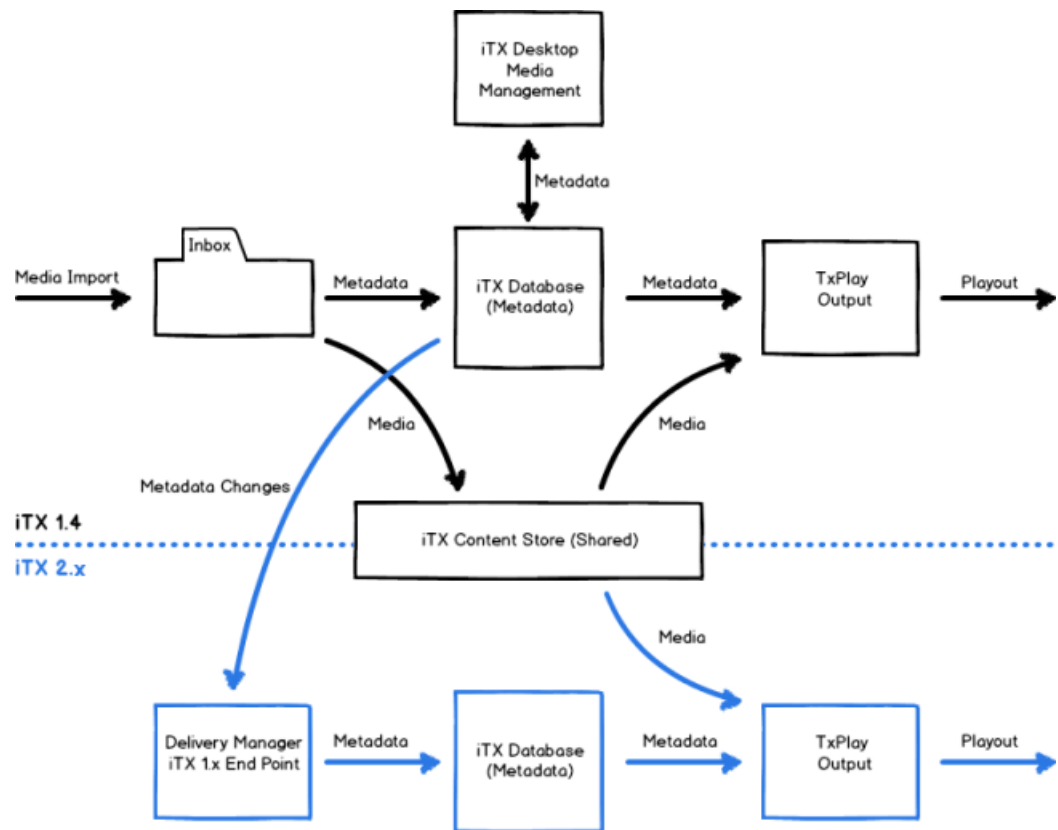 iTX Desktop
Media
Management
Metadata
Inbox
Media Import
Metadata
iTX Database
(Metadata)
Metadata
TxPlay
Output
Playout
Media
Media
Metadata Changes
iTX 1.4
iTX Content Store (Shared)
iTX 2.x
Media
Delivery Manager
iTX 1.x End Point
Metadata
iTX Database
(Metadata)
Metadata
TxPlay
Output
Playout